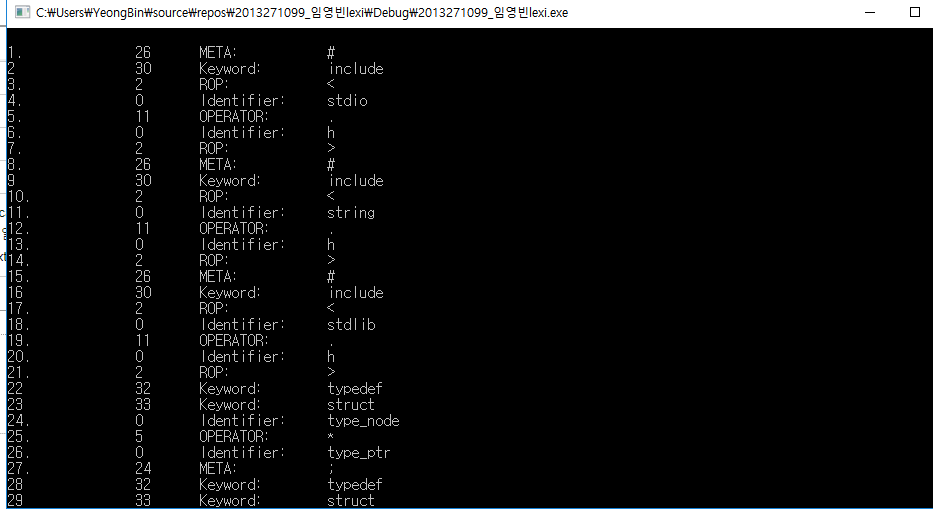 C:₩Users₩YeongBin₩source₩repos₩2013271099_임영빈lexi₩Debug₩2013271099_임영빈lexi.exe
1. 26 META: #
2 30 Keyword: include
3. 2 ROP: <
4. 0 Identifier: stdio
5. 11 OPERATOR: .
6. 0 Identifier: h
7. 2 ROP: >
8. 26 META: #
9 30 Keyword: include
10. 2 ROP: <
11. 0 Identifier: string
12. 11 OPERATOR: .
13. 0 Identifier: h
14. 2 ROP: >
15. 26 META: #
16 30 Keyword: include
17. 2 ROP: <
18. 0 Identifier: stdlib
19. 11 OPERATOR: .
20. 0 Identifier: h
21. 2 ROP: >
22 32 Keyword: typedef
23 33 Keyword: struct
24. 0 Identifier: type_node
25. 5 OPERATOR: *
26. 0 Identifier: type_ptr
27. 24 META: ;
28 32 Keyword: typedef
29 33 Keyword: struct